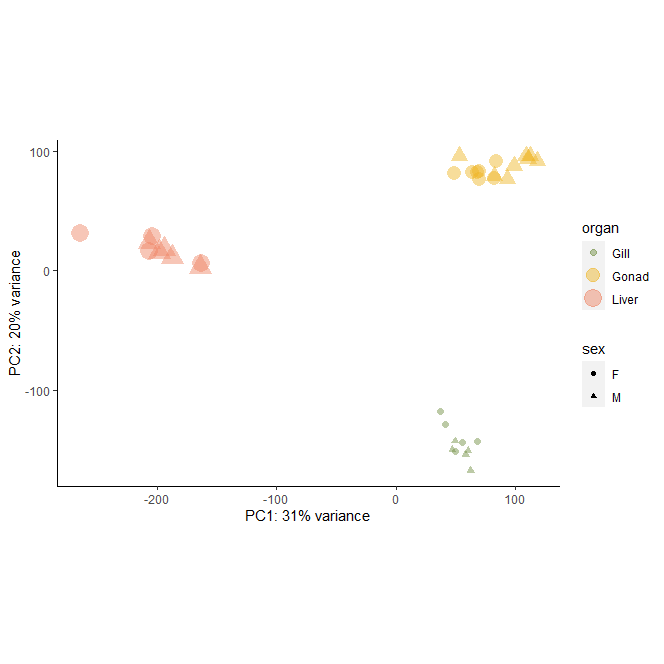 100
0
-100
PC2: 20% variance
-200
-100
0
100
PC1: 31% variance
organ
Gill
Gonad
Liver
sex
F
M